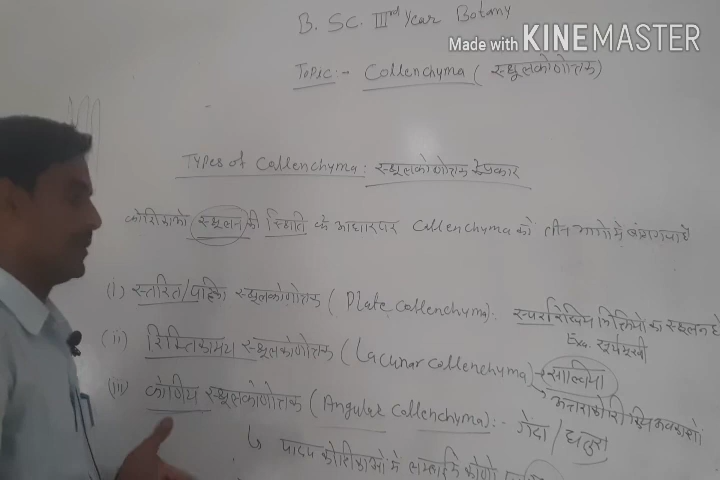 B. Sc. IIIrd Year Botany
Made with KINEMASTER
Topic :- Collenchyma ( स्थूलकोणोत्तक)
Types of Collenchyma: स्थूलकोणोत्तक के प्रकार
स्थूलन की स्थिति के आधार पर Collenchyma को तीन भागो मे बांटा गया है
(i) स्तरित/पट्टिका स्थूलकोणोत्तक ( Plate Collenchyma). स्पर्शरेखिय भित्तियों का स्थूलन है
Exa. सूर्यमुखी
(ii) रिक्तिकामय स्थूलकोणोत्तक (Lacunar Collenchyma) साल्विया
(iii) कोणीय स्थूलकोणोत्तक (Angular Collenchyma) :- गेंदा / धतुरा
पादप कोशिकाओं मे